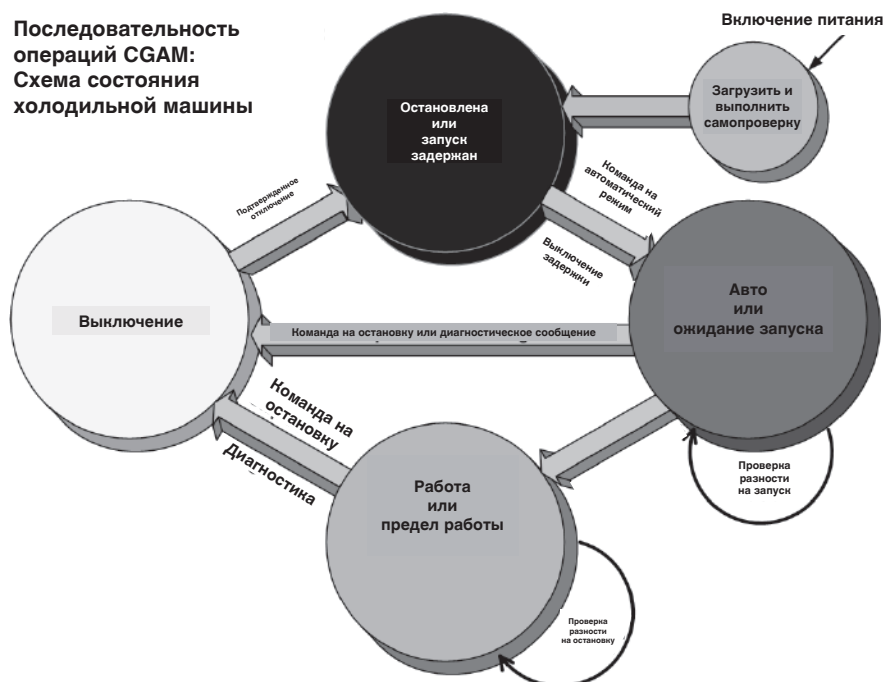 Последовательность
операций CGAM:
Схема состояния
холодильной машины
Включение питания
Загрузить и
выполнить
самопроверку
Остановлена
или
запуск
задержан
Подтвержденное
отключение
Команда на
автоматический
режим
Выключение
задержки
Авто
или
ожидание запуска
Выключение
Команда на остановку или диагностическое сообщение
Команда на
остановку
Диагностика
Работа
или
предел работы
Проверка
разности
на запуск
Проверка
разности
на остановку